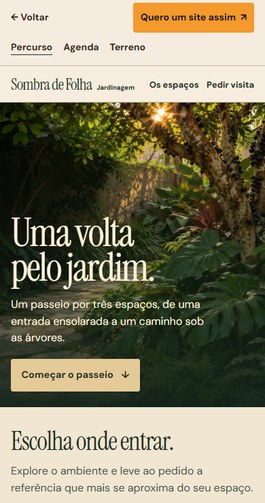 ← Voltar
Quero um site assim ↗
Percurso Agenda Terreno
Sombra de Folha Jardinagem Os espaços Pedir visita
Uma volta
pelo jardim.
Um passeio por três espaços, de uma
entrada ensolarada a um caminho sob
as árvores.
Começar o passeio ↓
Escolha onde entrar.
Explore o ambiente e leve ao pedido a
referência que mais se aproxima do seu espaço.